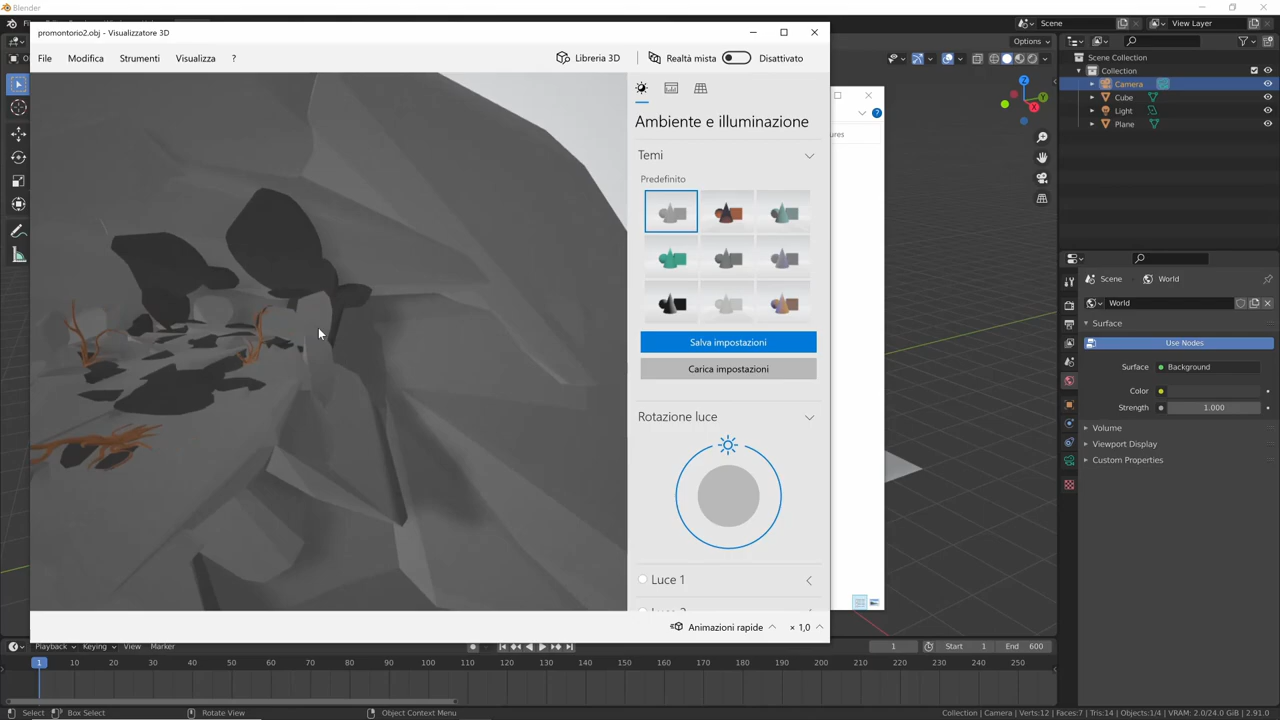 Blender
promontorio2.obj - Visualizzatore 3D
File Modifica Strumenti Visualizza ?
Libreria 3D
Realtà mista
Disattivato
Ambiente e illuminazione
Temi
Predefinito
Salva impostazioni
Carica impostazioni
Rotazione luce
Luce 1
Animazioni rapide
× 1,0
ures
Scene
View Layer
Options
Z
Y
X
Scene Collection
Collection
Camera
Cube
Light
Plane
Scene
World
World
Surface
Use Nodes
Surface
Background
Color
Strength
1.000
Volume
Viewport Display
Custom Properties
Playback Keying View Marker
1
Start 1
End 600
1 10 20 30 40 50 60 70 80 90 100 110 120 130 140 150 160 170 180 190 200 210 220 230 240 250
Select
Box Select
Rotate View
Object Context Menu
Collection | Camera | Verts:12 | Faces:7 | Tris:14 | Objects:1/4 | VRAM: 2.0/24.0 GiB | 2.91.0